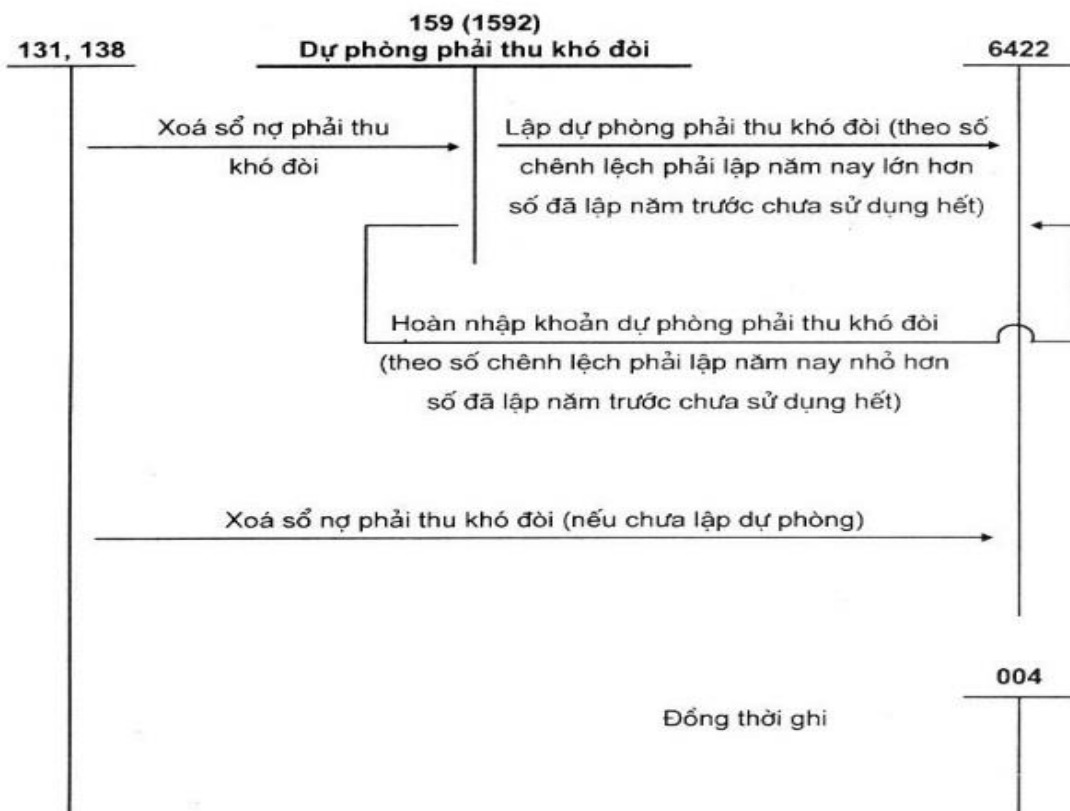 159 (1592)
131, 138
Dự phòng phải thu khó đòi
6422
Xoá sổ nợ phải thu
khó đòi
Lập dự phòng phải thu khó đòi (theo số
chênh lệch phải lập năm nay lớn hơn
số đã lập năm trước chưa sử dụng hết)
Hoàn nhập khoản dự phòng phải thu khó đòi
(theo số chênh lệch phải lập năm nay nhỏ hơn
số đã lập năm trước chưa sử dụng hết)
Xoá sổ nợ phải thu khó đòi (nếu chưa lập dự phòng)
004
Đồng thời ghi